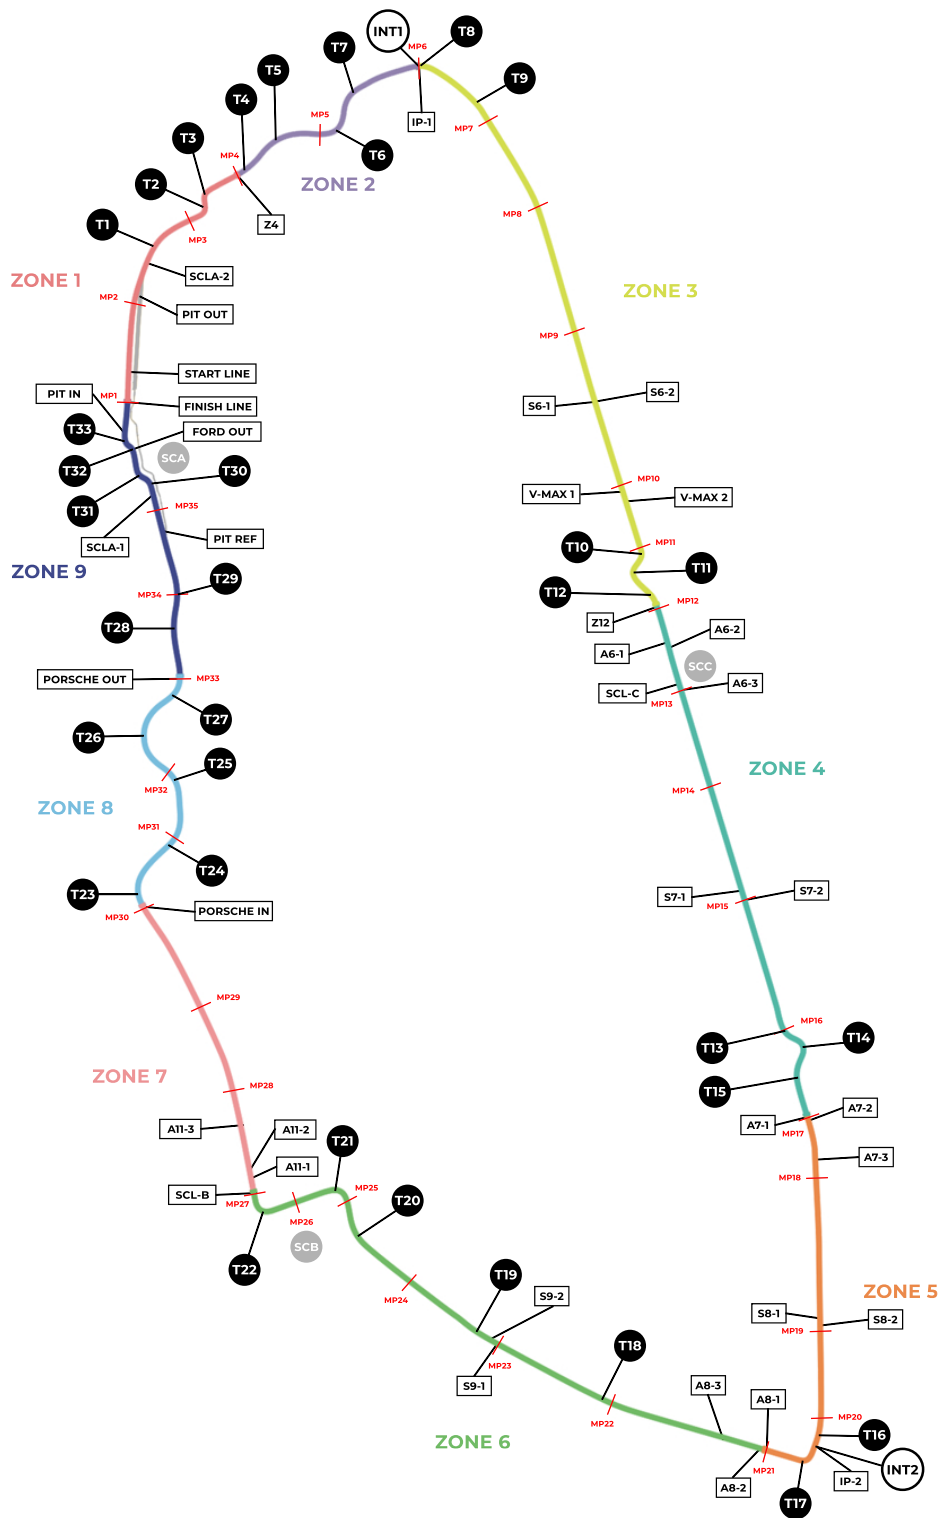 INT1
T8
MP6
T7
T5
T9
T4
MP5
IP-1
MP7
T3
T6
MP4
T2
ZONE 2
MP8
T1
Z4
MP3
SCLA-2
ZONE 1
ZONE 3
MP2
PIT OUT
MP9
START LINE
PIT IN
MP1
S6-2
FINISH LINE
S6-1
T33
FORD OUT
SCA
T32
T30
MP10
V-MAX 1
V-MAX 2
T31
MP35
PIT REF
SCLA-1
T10
MP11
ZONE 9
T11
T29
MP34
T12
MP12
Z12
T28
A6-2
A6-1
SCC
PORSCHE OUT
MP33
A6-3
SCL-C
MP13
T27
T26
T25
ZONE 4
MP32
MP14
ZONE 8
MP31
T24
T23
S7-2
S7-1
MP15
PORSCHE IN
MP30
MP29
MP16
T14
T13
ZONE 7
MP28
T15
A7-2
A7-1
A11-3
A11-2
MP17
T21
A7-3
A11-1
MP18
SCL-B
MP25
MP27
T20
MP26
SCB
T22
T19
ZONE 5
S9-2
MP24
S8-1
S8-2
MP19
T18
MP23
S9-1
A8-3
A8-1
MP20
MP22
T16
ZONE 6
MP21
INT2
IP-2
A8-2
T17